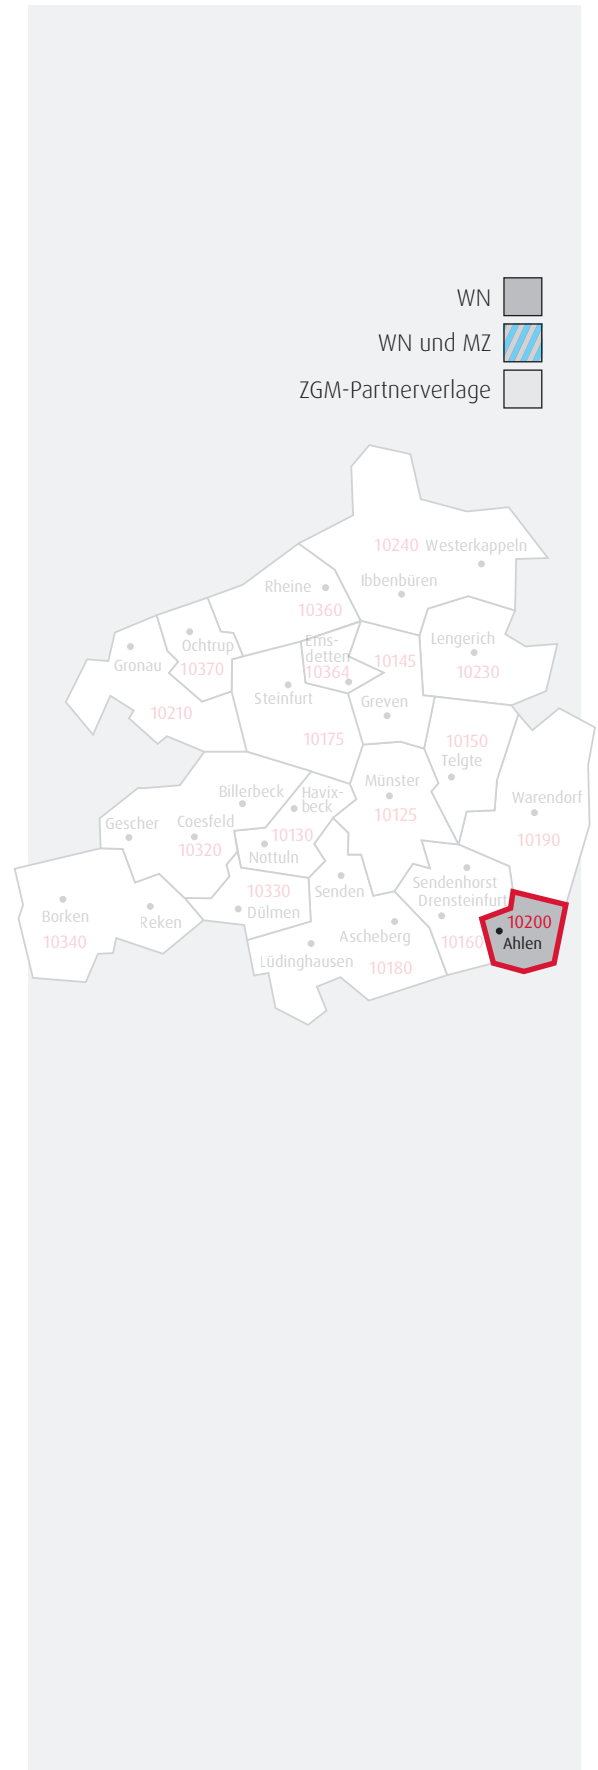 WN
WN und MZ
ZGM-Partnerverlage
10240 Westerkappeln
Ibbenbüren
Rheine
10360
Ochtrup
10370
Gronau
10210
Ems-
detten
10364
10145
Lengerich
10230
Steinfurt
Greven
10175
10150
Telgte
Münster
10125
Warendorf
10190
Billerbeck
Havix-
beck
Gescher
Coesfeld
10320
10130
Nottuln
10330
Dülmen
Senden
Sendenhorst
Drensteinfurt
Borken
10340
Reken
Ascheberg
10160
10200
Ahlen
Lüdinghausen
10180